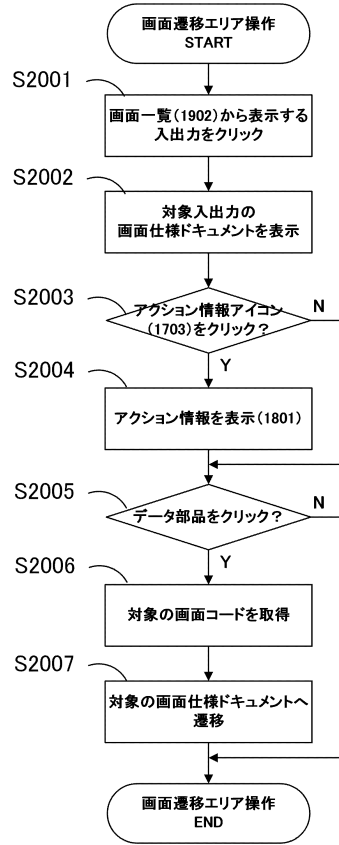 画面遷移エリア操作
START
S2001
画面一覧(1902)から表示する
入出力をクリック
S2002
対象入出力の
画面仕様ドキュメントを表示
S2003
アクション情報アイコン
(1703)をクリック？
N
Y
S2004
アクション情報を表示(1801)
S2005
データ部品をクリック？
N
Y
S2006
対象の画面コードを取得
S2007
対象の画面仕様ドキュメントへ
遷移
画面遷移エリア操作
END